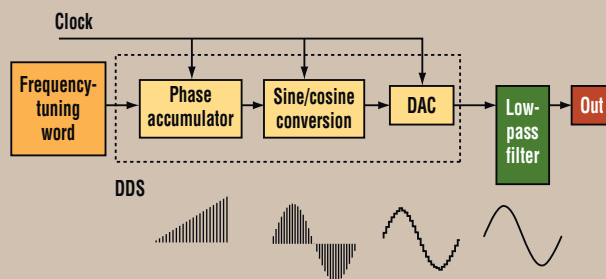 Clock
Frequency-
tuning
word
Phase
accumulator
Sine/cosine
conversion
DAC
Low-
pass
filter
Out
DDS